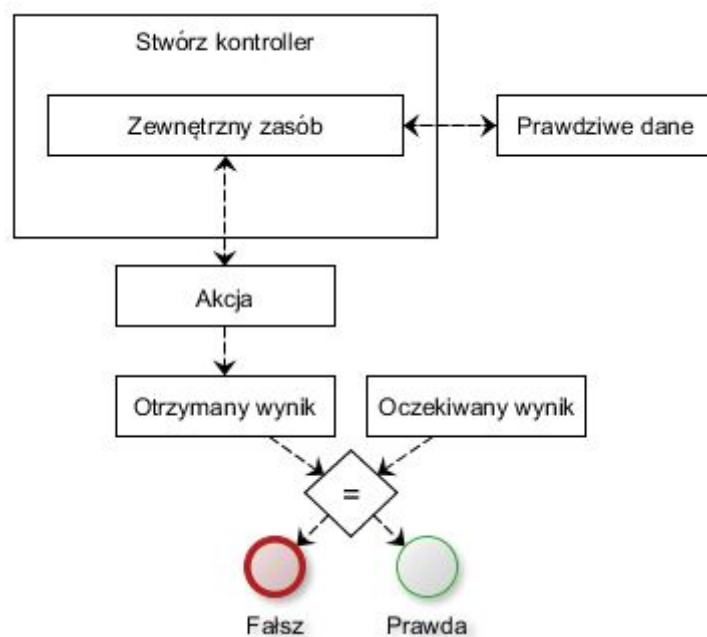 Stwórz kontroller
Zewnętrzny zasób
Prawdziwe dane
Akcja
Otrzymany wynik
Oczekiwany wynik
=
Fałsz
Prawda